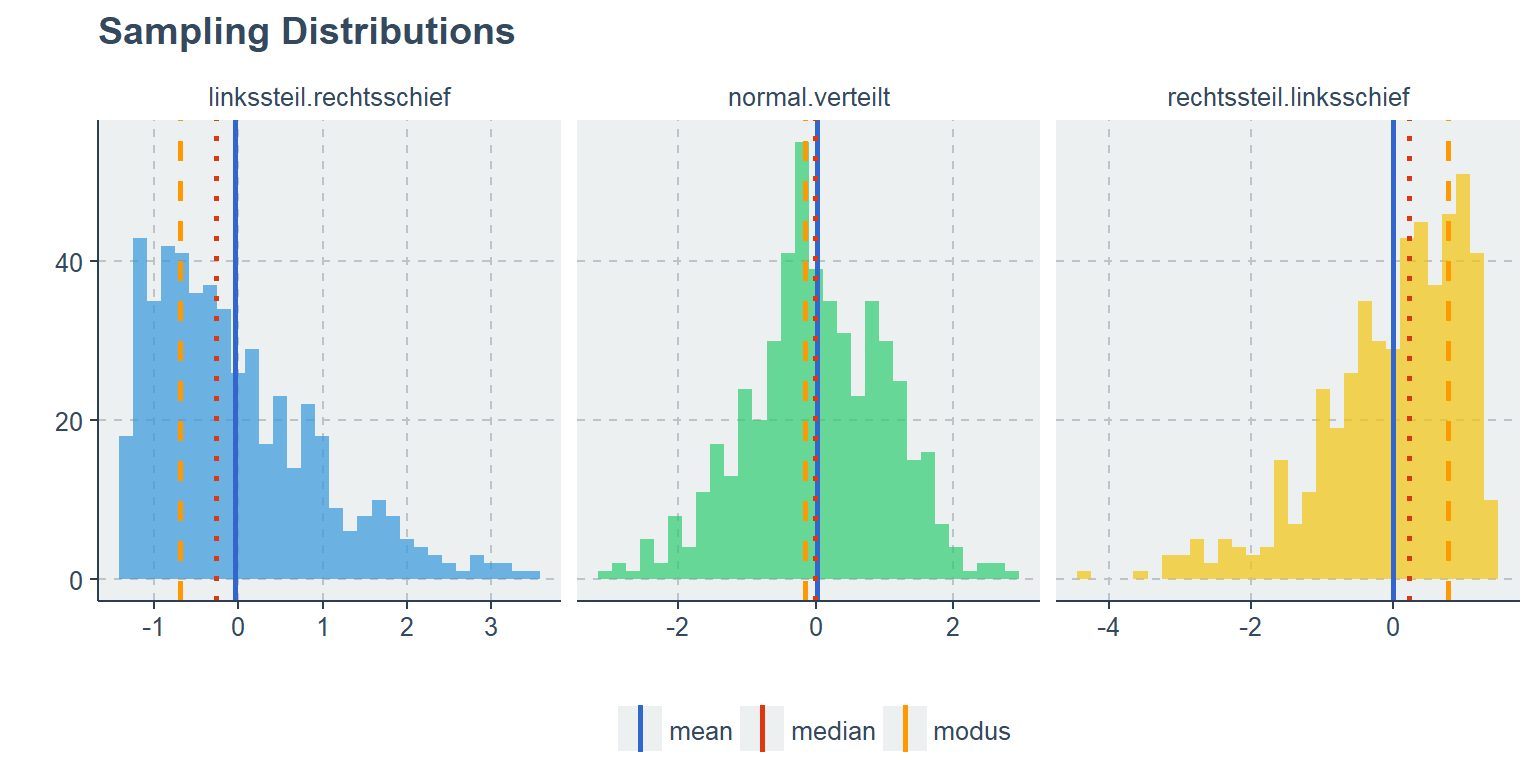 Sampling Distributions
linkssteil.rechtsschief normal.verteilt rechtssteil.linksschief
40
20
0
-1 0 1 2 3 -2 0 2 -4 -2 0
mean median modus